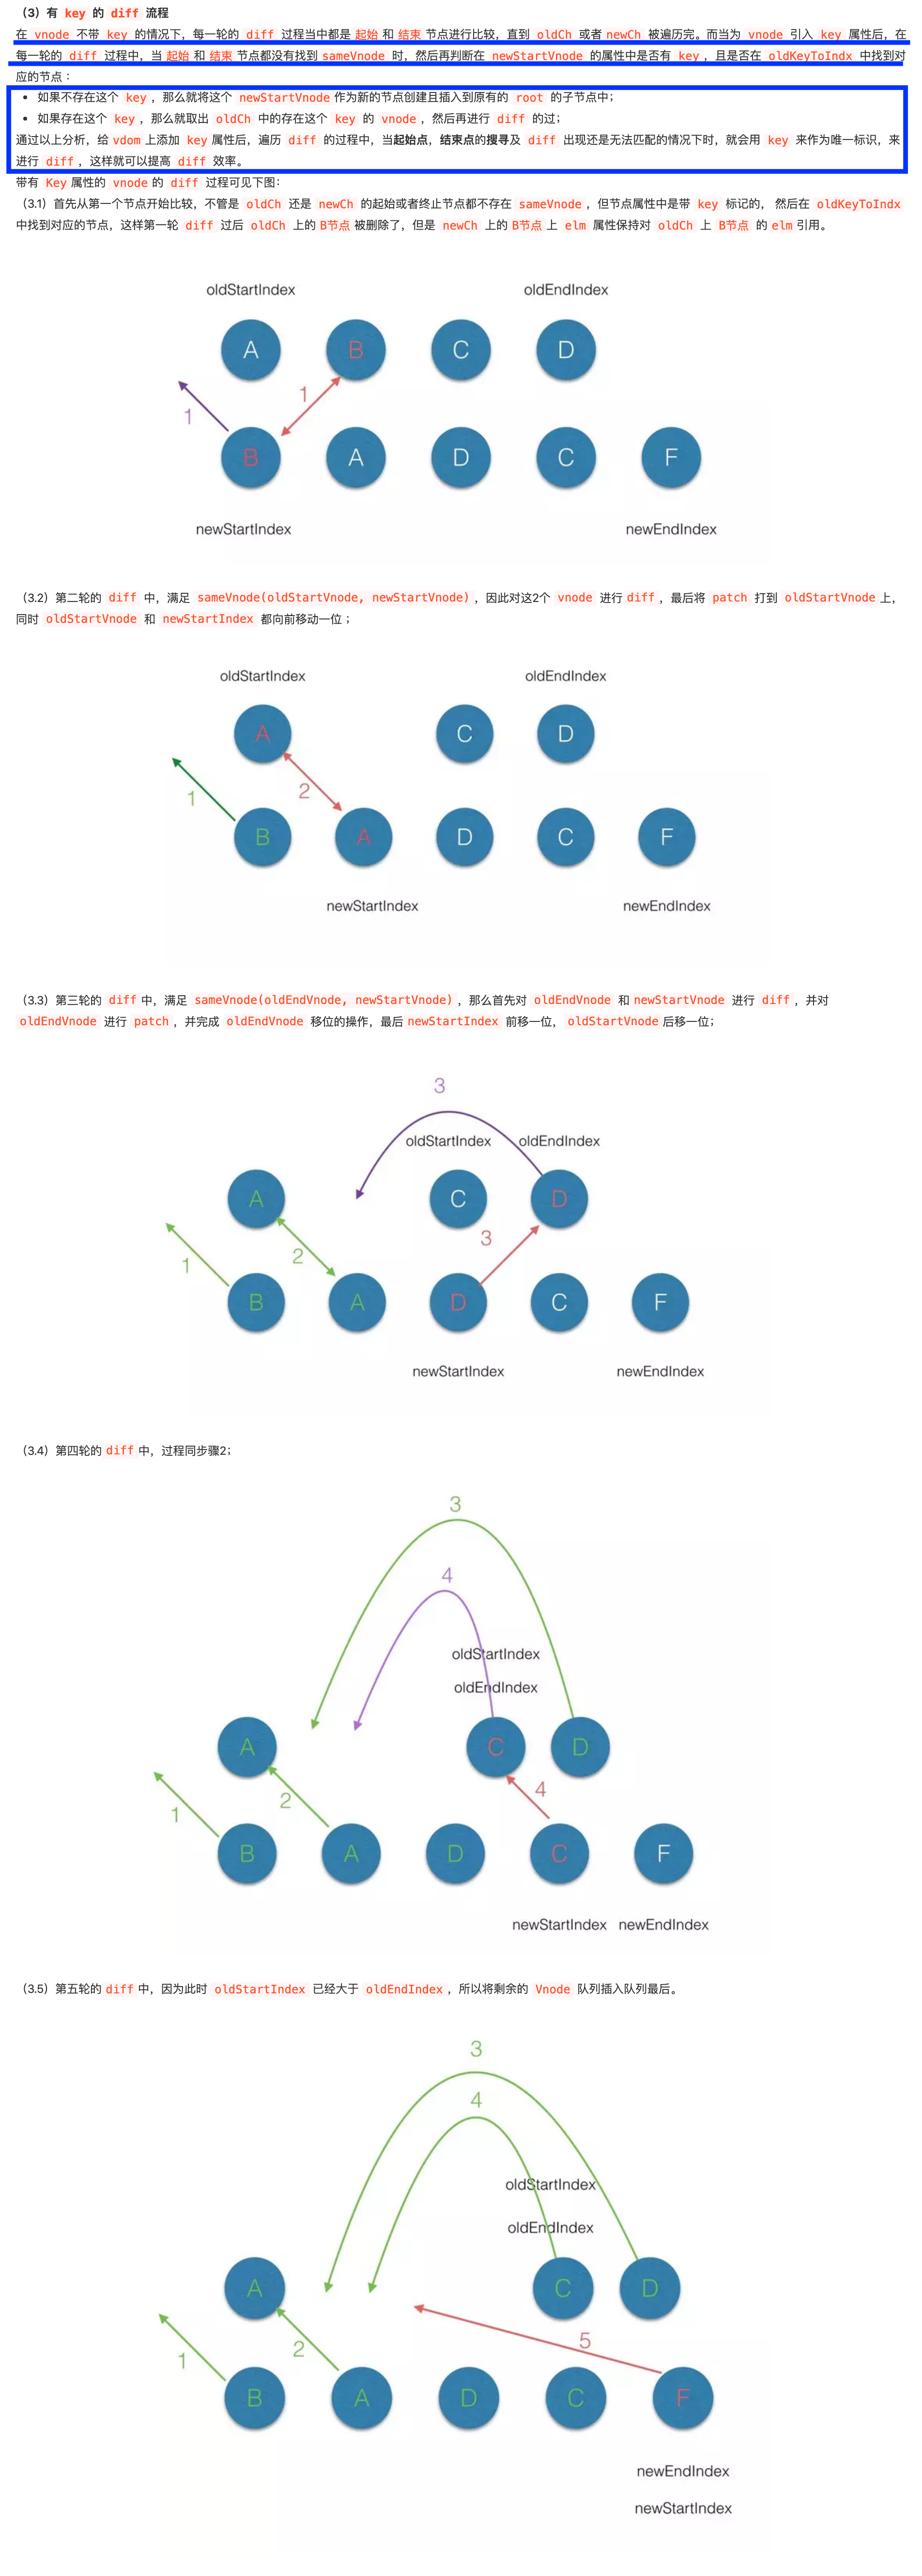 （3）有 key 的 diff 流程
在 vnode 不带 key 的情况下，每一轮的 diff 过程当中都是 起始 和 结束 节点进行比较，直到 oldCh 或者 newCh 被遍历完。而当为 vnode 引入 key 属性后，在
每一轮的 diff 过程中，当 起始 和 结束 节点都没有找到 sameVnode 时，然后再判断在 newStartVnode 的属性中是否有 key，且是否在 oldKeyToIndx 中找到对
应的节点：
• 如果不存在这个 key，那么就将这个 newStartVnode 作为新的节点创建且插入到原有的 root 的子节点中；
• 如果存在这个 key，那么就取出 oldCh 中的存在这个 key 的 vnode，然后再进行 diff 的过；
通过以上分析，给 vdom 上添加 key 属性后，遍历 diff 的过程中，当起始点，结束点的搜寻及 diff 出现还是无法匹配的情况下时，就会用 key 来作为唯一标识，来
进行 diff，这样就可以提高 diff 效率。
带有 Key 属性的 vnode 的 diff 过程可见下图：
（3.1）首先从第一个节点开始比较，不管是 oldCh 还是 newCh 的起始或者终止节点都不存在 sameVnode，但节点属性中是带 key 标记的， 然后在 oldKeyToIndx
中找到对应的节点，这样第一轮 diff 过后 oldCh 上的 B节点 被删除了，但是 newCh 上的 B节点 上 elm 属性保持对 oldCh 上 B节点 的 elm 引用。
oldStartIndex oldEndIndex
A B C D
1 1
B A D C F
newStartIndex newEndIndex
（3.2）第二轮的 diff 中，满足 sameVnode(oldStartVnode, newStartVnode)，因此对这2个 vnode 进行 diff，最后将 patch 打到 oldStartVnode 上，
同时 oldStartVnode 和 newStartIndex 都向前移动一位；
oldStartIndex oldEndIndex
A C D
1 2
B A D C F
newStartIndex newEndIndex
（3.3）第三轮的 diff 中，满足 sameVnode(oldEndVnode, newStartVnode)，那么首先对 oldEndVnode 和 newStartVnode 进行 diff，并对
oldEndVnode 进行 patch，并完成 oldEndVnode 移位的操作，最后 newStartIndex 前移一位， oldStartVnode 后移一位；
3
oldStartIndex oldEndIndex
A C D
1 2 3
B A D C F
newStartIndex newEndIndex
（3.4）第四轮的 diff 中，过程同步骤2；
3
4
oldStartIndex
oldEndIndex
A C D
1 2 4
B A D C F
newStartIndex newEndIndex
（3.5）第五轮的 diff 中，因为此时 oldStartIndex 已经大于 oldEndIndex，所以将剩余的 Vnode 队列插入队列最后。
3
4
oldStartIndex
oldEndIndex
A C D
1 2 5
B A D C F
newEndIndex
newStartIndex